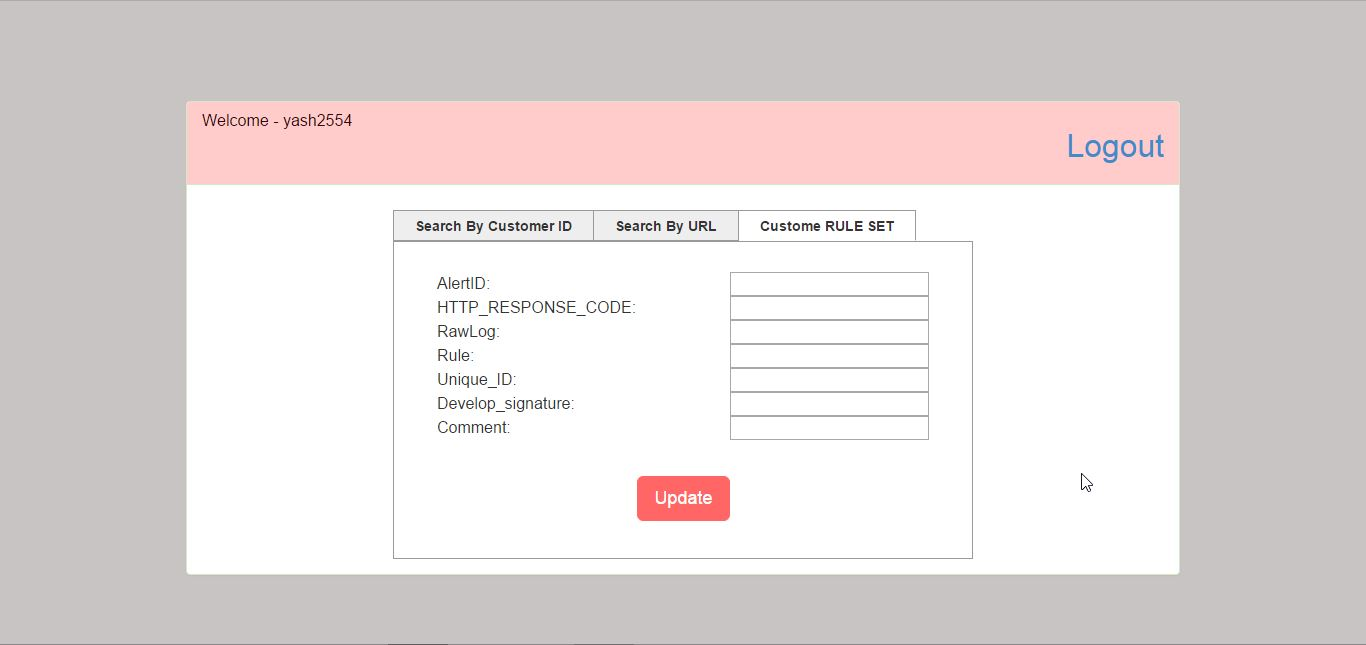 Welcome - yash2554
Logout
Search By Customer ID
Search By URL
Custome RULE SET
AlertID:
HTTP_RESPONSE_CODE:
RawLog:
Rule:
Unique_ID:
Develop_signature:
Comment:
Update